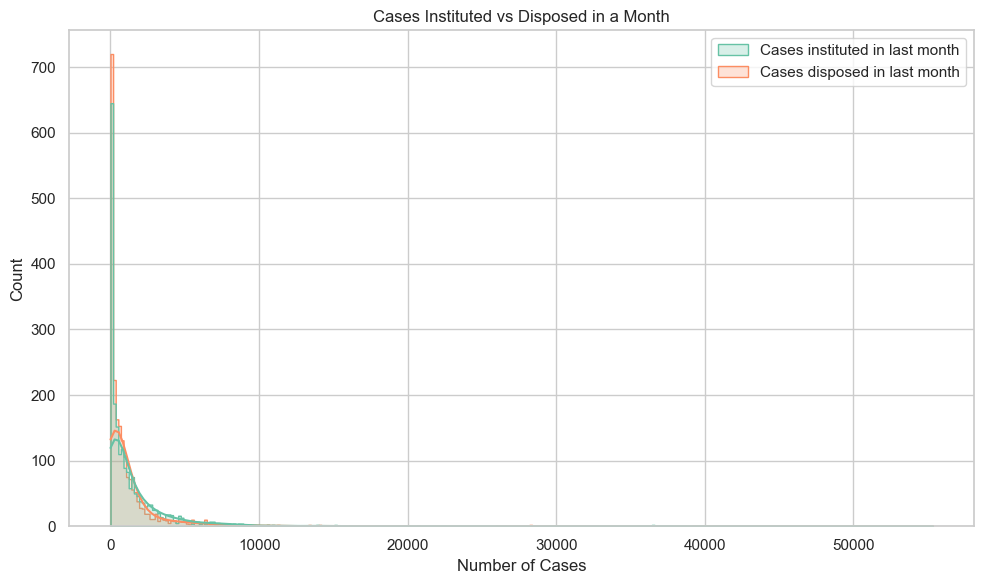 Cases Instituted vs Disposed in a Month
Cases instituted in last month
Cases disposed in last month
700
600
500
400
300
200
100
0
Count
0 10000 20000 30000 40000 50000
Number of Cases